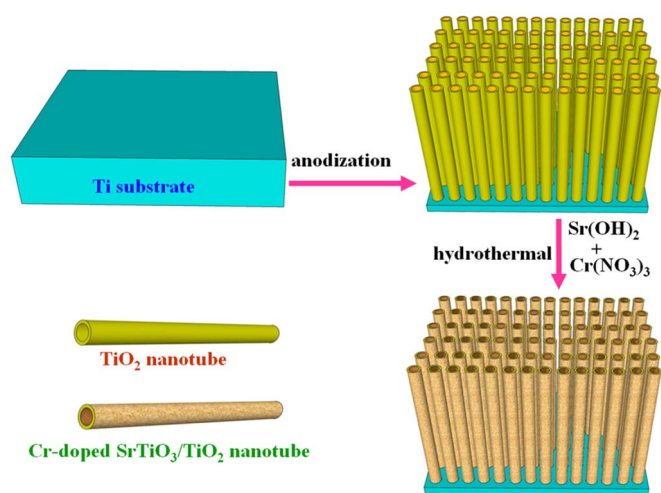 Ti substrate
anodization
Sr(OH)₂
+
hydrothermal
Cr(NO₃)₃
TiO₂ nanotube
Cr-doped SrTiO₃/TiO₂ nanotube